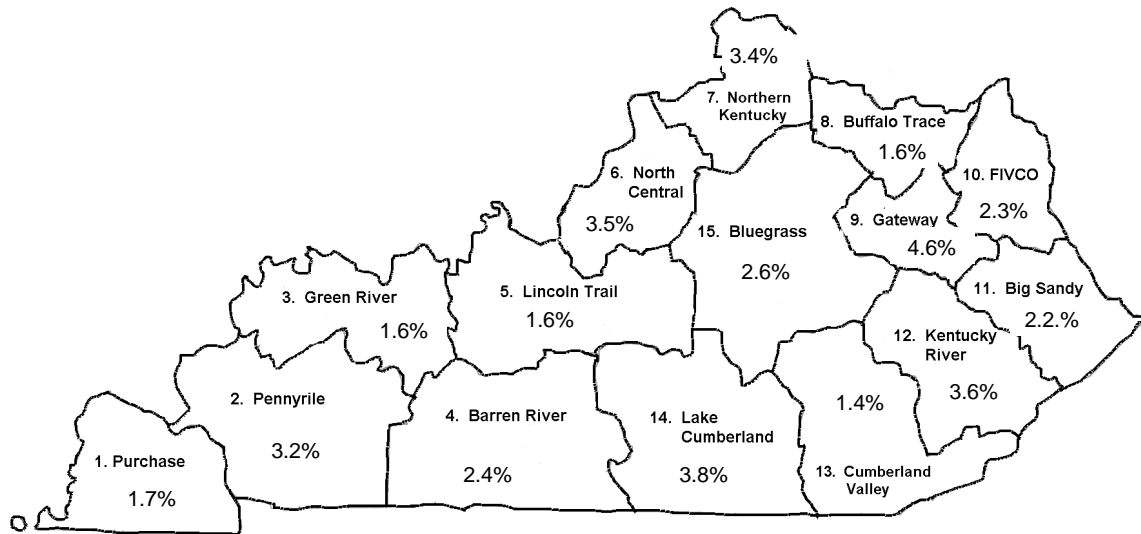 3.4%
7. Northern
Kentucky
8. Buffalo Trace
1.6%
6. North
Central
3.5%
10. FIVCO
2.3%
9. Gateway
4.6%
15. Bluegrass
2.6%
3. Green River
1.6%
5. Lincoln Trail
1.6%
11. Big Sandy
2.2.%
12. Kentucky
River
3.6%
2. Pennyrile
3.2%
4. Barren River
2.4%
14. Lake
Cumberland
3.8%
1.4%
13. Cumberland
Valley
1. Purchase
1.7%